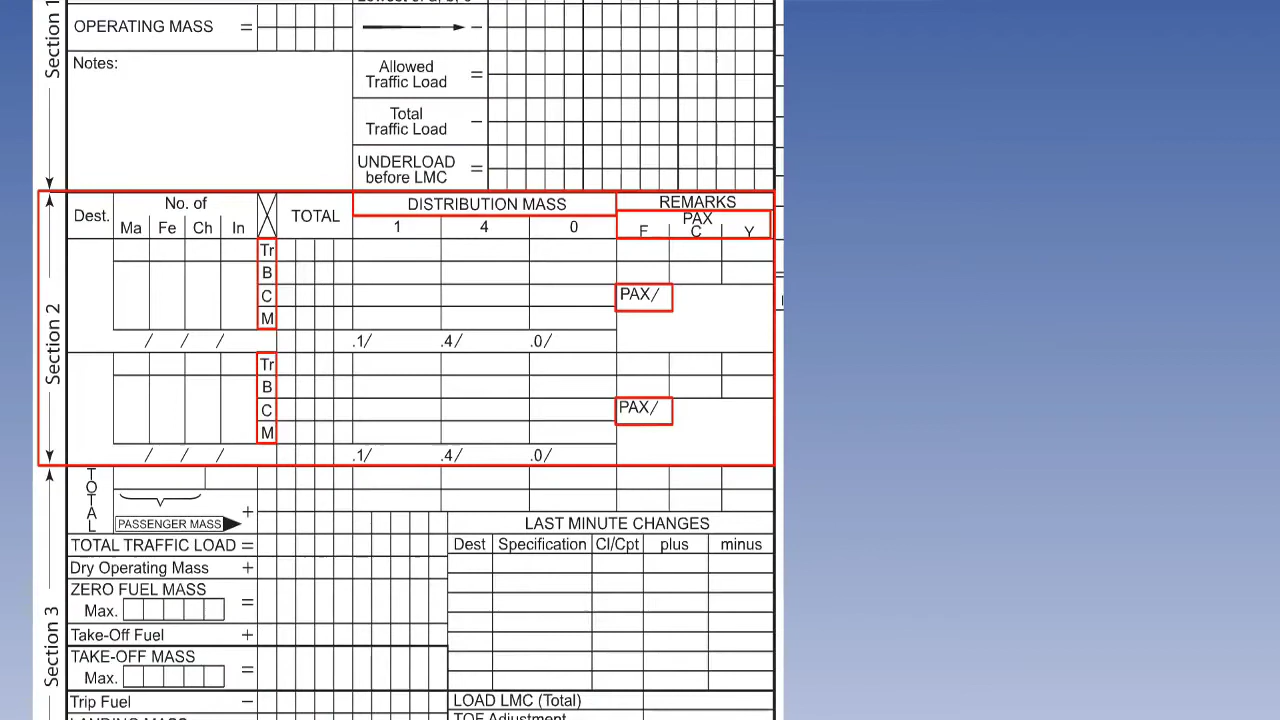 Section 1
OPERATING MASS =
Notes:
Allowed Traffic Load =
Total Traffic Load −
UNDERLOAD before LMC =
Section 2
Dest. No. of TOTAL DISTRIBUTION MASS REMARKS
PAX
Ma Fe Ch In 1 4 0 F C Y
Tr
B
C PAX/
M
/ / / .1/ .4/ .0/
Tr
B
C PAX/
M
/ / / .1/ .4/ .0/
Section 3
TOTAL
PASSENGER MASS +
LAST MINUTE CHANGES
TOTAL TRAFFIC LOAD =
Dest Specification Cl/Cpt plus minus
Dry Operating Mass +
ZERO FUEL MASS
Max. =
Take-Off Fuel +
TAKE-OFF MASS
Max. =
Trip Fuel −
LOAD LMC (Total)
LANDING MASS
TOF Adjustment